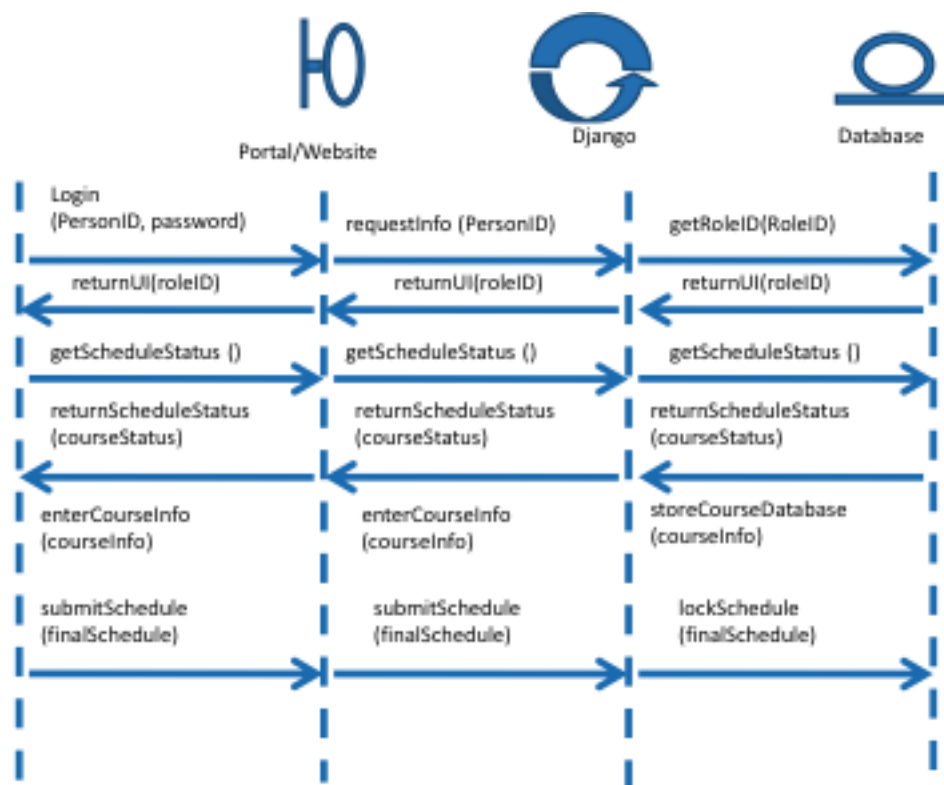 Portal/Website
Django
Database
Login
(PersonID, password)
requestInfo (PersonID)
getRoleID(RoleID)
returnUI(roleID)
returnUI(roleID)
returnUI(roleID)
getScheduleStatus ()
getScheduleStatus ()
getScheduleStatus ()
returnScheduleStatus
(courseStatus)
returnScheduleStatus
(courseStatus)
returnScheduleStatus
(courseStatus)
enterCourseInfo
(courseInfo)
enterCourseInfo
(courseInfo)
storeCourseDatabase
(courseInfo)
submitSchedule
(finalSchedule)
submitSchedule
(finalSchedule)
lockSchedule
(finalSchedule)